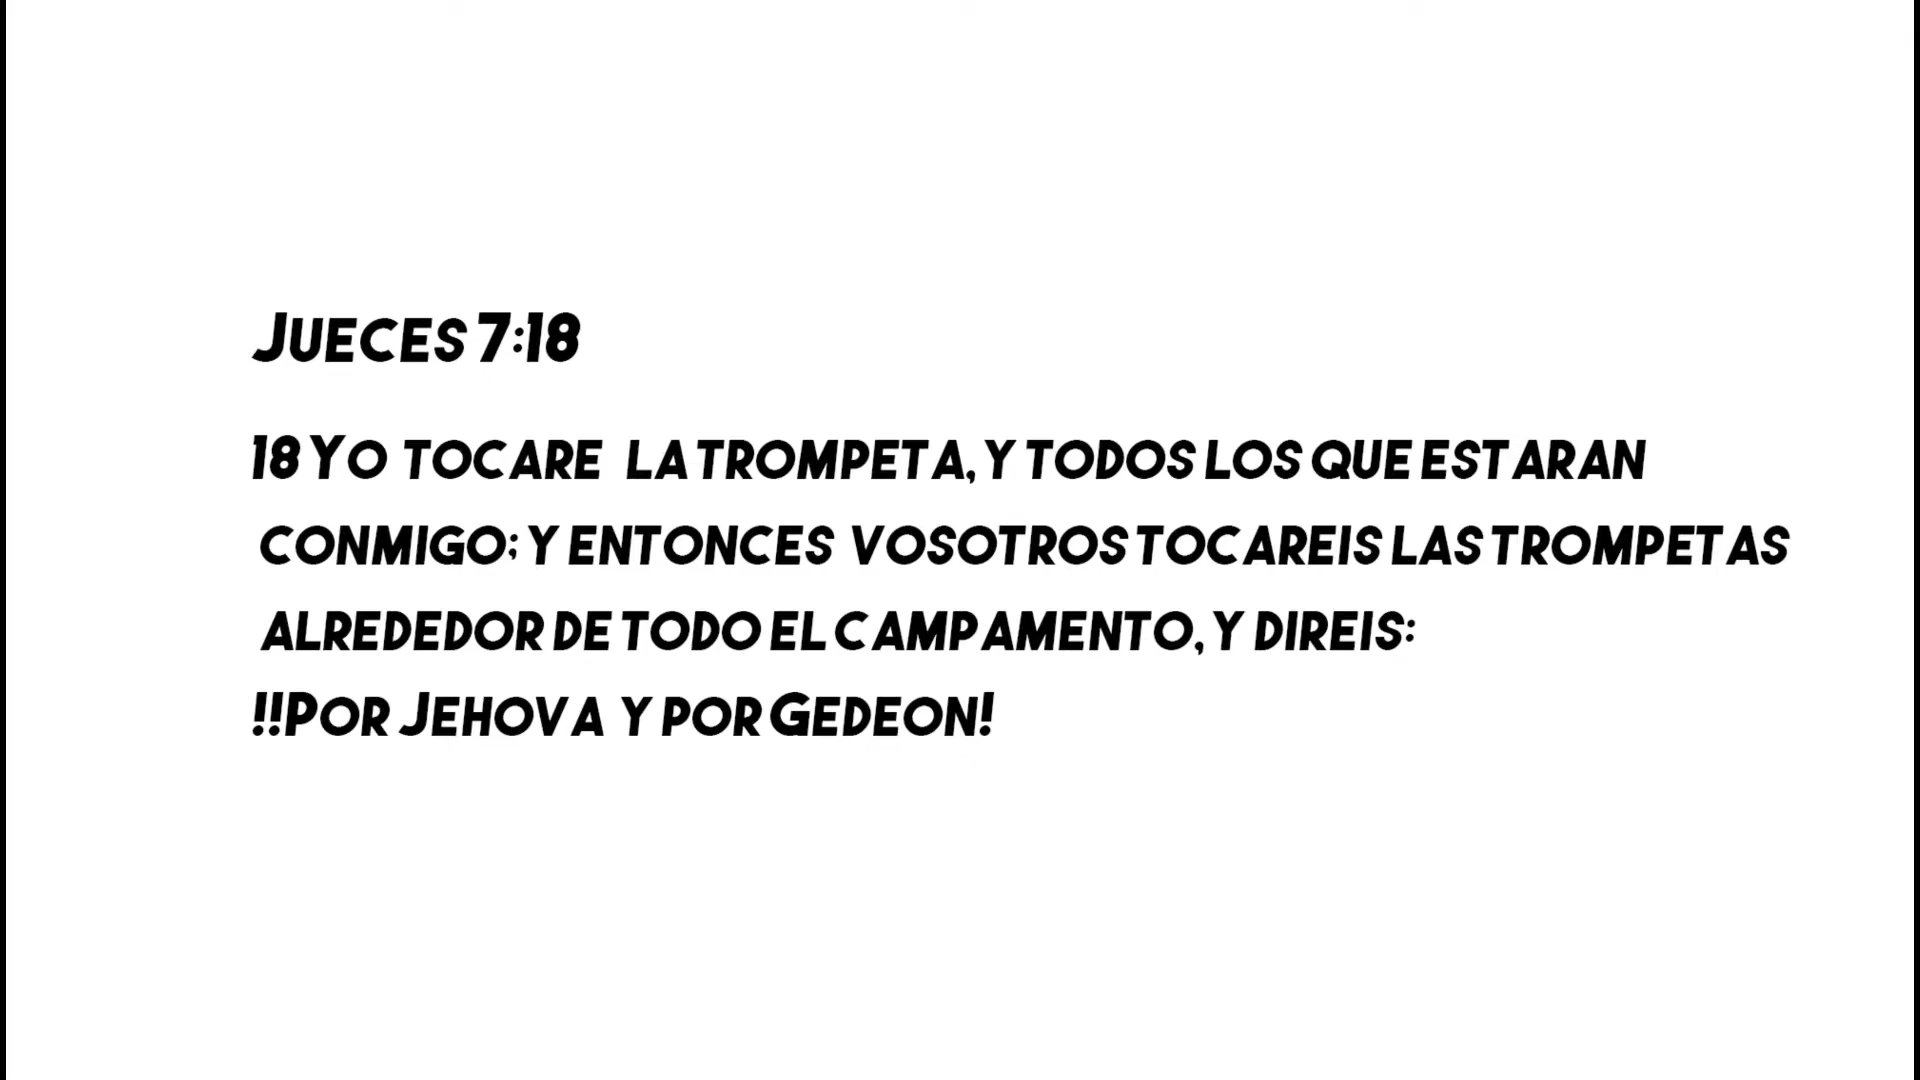 Jueces 7:18
18 Yo tocare la trompeta, y todos los que estaran
conmigo; y entonces vosotros tocareis las trompetas
alrededor de todo el campamento, y direis:
!!Por Jehova y por Gedeon!